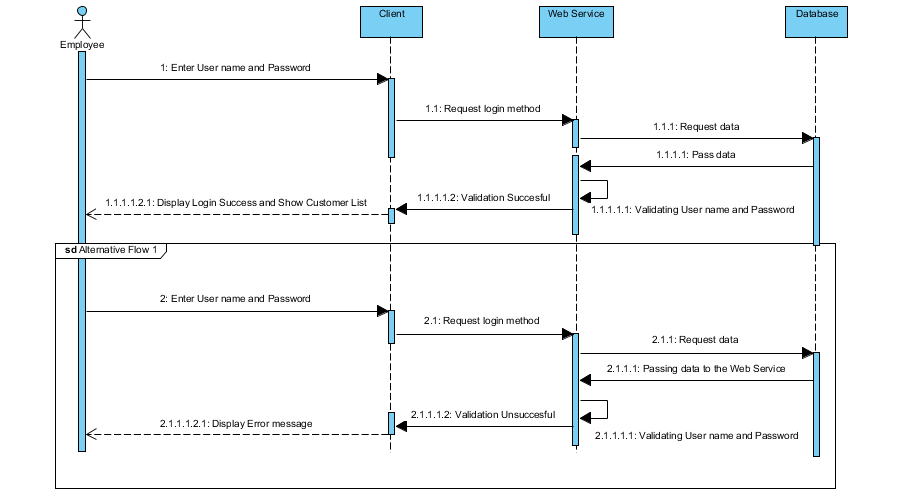 Client
Web Service
Database
Employee
1: Enter User name and Password
1.1: Request login method
1.1.1: Request data
1.1.1.1: Pass data
1.1.1.1.2.1: Display Login Success and Show Customer List
1.1.1.1.2: Validation Succesful
1.1.1.1.1: Validating User name and Password
sd Alternative Flow 1
2: Enter User name and Password
2.1: Request login method
2.1.1: Request data
2.1.1.1: Passing data to the Web Service
2.1.1.1.2.1: Display Error message
2.1.1.1.2: Validation Unsuccesful
2.1.1.1.1: Validating User name and Password